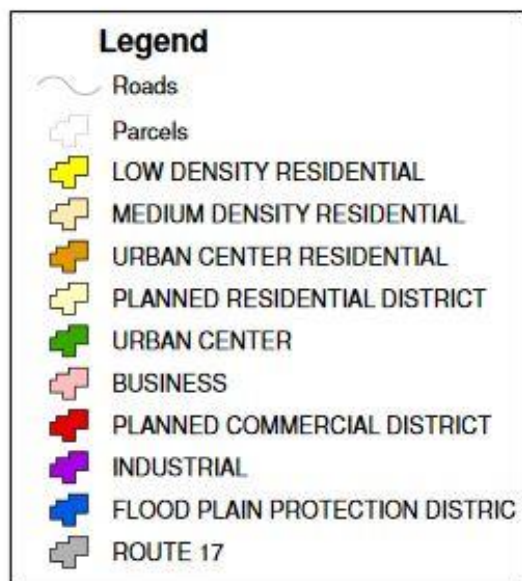 Legend
Roads
Parcels
LOW DENSITY RESIDENTIAL
MEDIUM DENSITY RESIDENTIAL
URBAN CENTER RESIDENTIAL
PLANNED RESIDENTIAL DISTRICT
URBAN CENTER
BUSINESS
PLANNED COMMERCIAL DISTRICT
INDUSTRIAL
FLOOD PLAIN PROTECTION DISTRIC
ROUTE 17